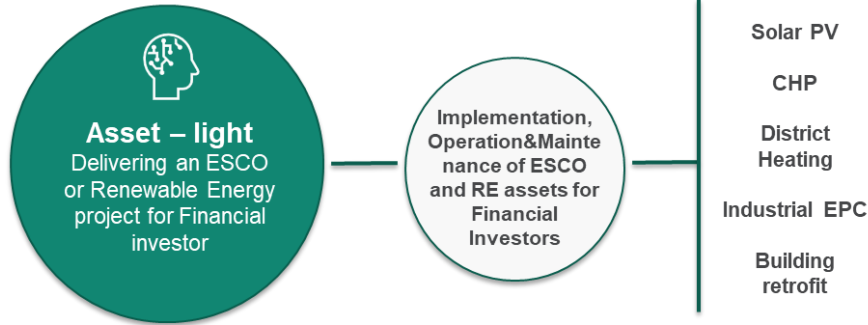 Asset – light
Delivering an ESCO
or Renewable Energy
project for Financial
investor
Implementation,
Operation&Mainte
nance of ESCO
and RE assets for
Financial
Investors
Solar PV
CHP
District
Heating
Industrial EPC
Building
retrofit